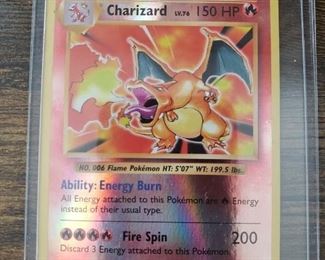 Charizard LV.76 150 HP
NO. 006 Flame Pokémon HT: 5'07" WT: 199.5 lbs.
Ability: Energy Burn
All Energy attached to this Pokémon are Energy
instead of their usual type.
Fire Spin 200
Discard 3 Energy attached to this Pokémon.